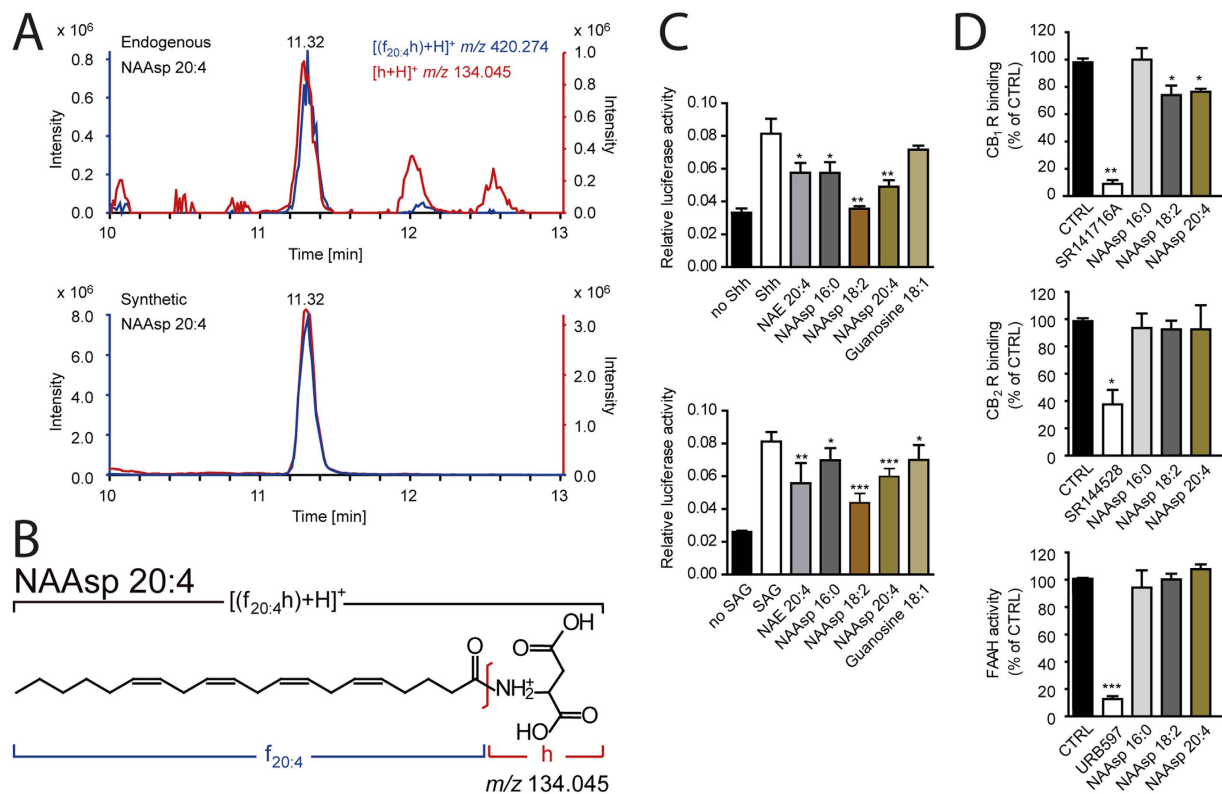 A
x 10⁶
x 10⁶
Endogenous
NAAsp 20:4
11.32
[(f20:4h)+H]⁺ m/z 420.274
[h+H]⁺ m/z 134.045
Intensity
0.8
0.6
0.4
0.2
0.0
1.0
0.8
0.6
0.4
0.2
0.0
Intensity
10
11
12
13
Time [min]
x 10⁶
x 10⁶
Synthetic
NAAsp 20:4
11.32
Intensity
8.0
6.0
4.0
2.0
0.0
3.0
2.0
1.0
0.0
Intensity
10
11
12
13
Time [min]
B
NAAsp 20:4
[(f20:4h)+H]⁺
O
OH
O
NH2+
O
HO
f20:4
h
m/z 134.045
C
Relative luciferase activity
0.10
0.08
0.06
0.04
0.02
0.00
*
*
**
**
no Shh
Shh
NAE 20:4
NAAsp 16:0
NAAsp 18:2
NAAsp 20:4
Guanosine 18:1
Relative luciferase activity
0.10
0.08
0.06
0.04
0.02
0.00
**
*
***
***
*
no SAG
SAG
NAE 20:4
NAAsp 16:0
NAAsp 18:2
NAAsp 20:4
Guanosine 18:1
D
CB1 R binding
(% of CTRL)
120
100
80
60
40
20
0
**
*
*
CTRL
SR141716A
NAAsp 16:0
NAAsp 18:2
NAAsp 20:4
CB2 R binding
(% of CTRL)
120
100
80
60
40
20
0
*
CTRL
SR144528
NAAsp 16:0
NAAsp 18:2
NAAsp 20:4
FAAH activity
(% of CTRL)
120
100
80
60
40
20
0
***
CTRL
URB597
NAAsp 16:0
NAAsp 18:2
NAAsp 20:4